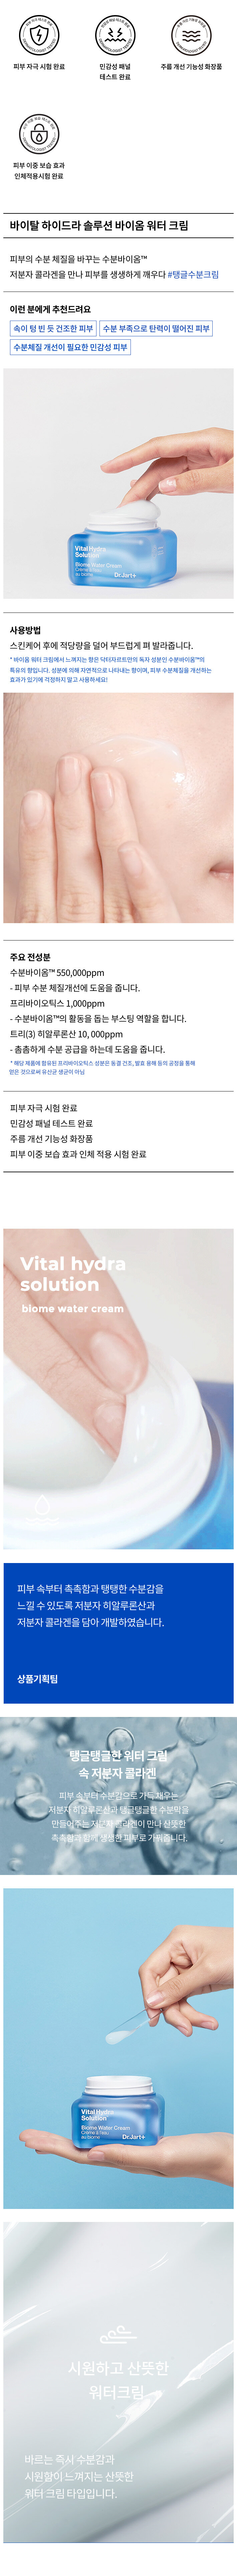 피부 자극 시험 완료
민감성 패널
테스트 완료
주름 개선 기능성 화장품
피부 이중 보습 효과
인체적용시험 완료
바이탈 하이드라 솔루션 바이옴 워터 크림
피부의 수분 체질을 바꾸는 수분바이옴™
저분자 콜라겐을 만나 피부를 생생하게 깨우다 #탱글수분크림
이런 분에게 추천드려요
속이 텅 빈 듯 건조한 피부
수분 부족으로 탄력이 떨어진 피부
수분체질 개선이 필요한 민감성 피부
Vital Hydra
Solution
Biome Water Cream
Crème à l'eau
au biome
Dr.Jart+
사용방법
스킨케어 후에 적당량을 덜어 부드럽게 펴 발라줍니다.
* 바이옴 워터 크림에서 느껴지는 향은 닥터자르트만의 독자 성분인 수분바이옴™의
특유의 향입니다. 성분에 의해 자연적으로 나타내는 향이며, 피부 수분체질을 개선하는
효과가 있기에 걱정하지 말고 사용하세요!
주요 전성분
수분바이옴™ 550,000ppm
- 피부 수분 체질개선에 도움을 줍니다.
프리바이오틱스 1,000ppm
- 수분바이옴™의 활동을 돕는 부스팅 역할을 합니다.
트리(3) 히알루론산 10, 000ppm
- 촘촘하게 수분 공급을 하는데 도움을 줍니다.
* 해당 제품에 함유된 프리바이오틱스 성분은 동결 건조, 발효 용해 등의 공정을 통해
얻은 것으로써 유산균 생균이 아님
피부 자극 시험 완료
민감성 패널 테스트 완료
주름 개선 기능성 화장품
피부 이중 보습 효과 인체 적용 시험 완료
Vital hydra
solution
biome water cream
피부 속부터 촉촉함과 탱탱한 수분감을
느낄 수 있도록 저분자 히알루론산과
저분자 콜라겐을 담아 개발하였습니다.
상품기획팀
탱글탱글한 워터 크림
속 저분자 콜라겐
피부 속부터 수분감으로 가득 채우는
저분자 히알루론산과 탱글탱글한 수분막을
만들어주는 저분자 콜라겐이 만나 산뜻한
촉촉함과 함께 생생한 피부로 가꿔줍니다.
Vital Hydra
Solution
Biome Water Cream
Crème à l'eau
au biome
Dr.Jart+
시원하고 산뜻한
워터크림
바르는 즉시 수분감과
시원함이 느껴지는 산뜻한
워터 크림 타입입니다.